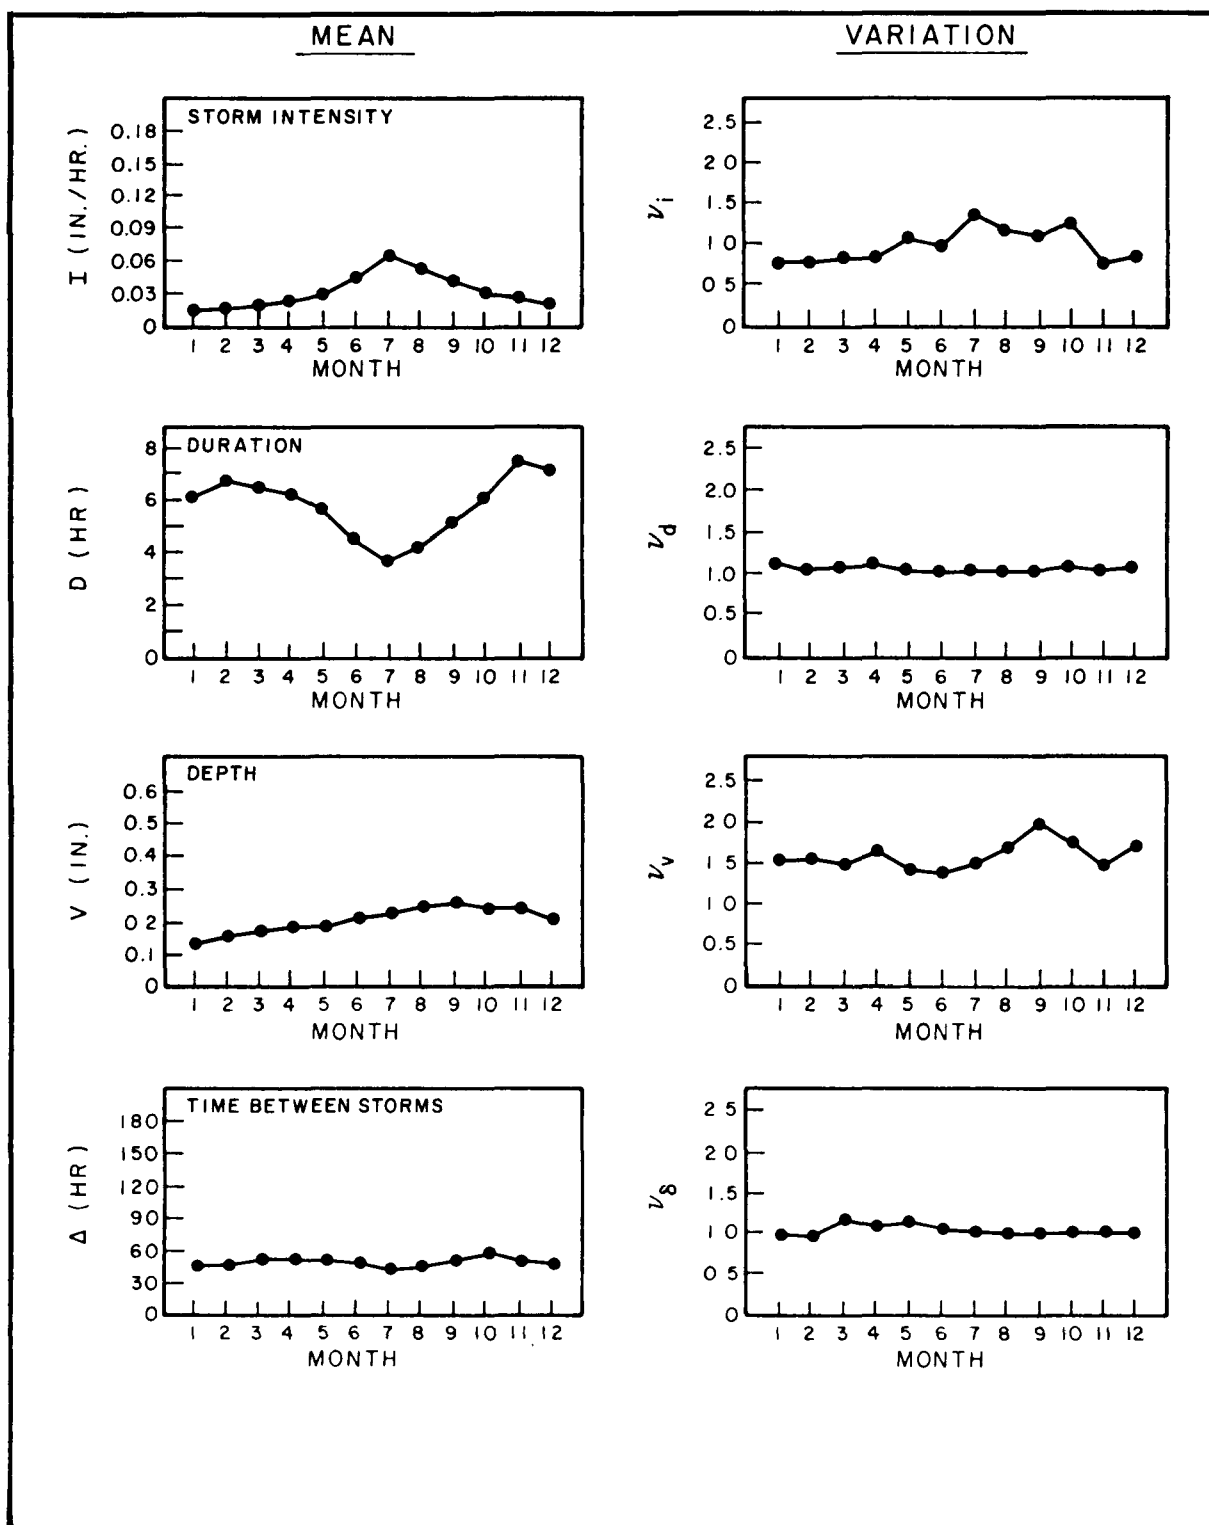 MEAN
VARIATION
STORM INTENSITY
I (IN./HR.)
0.18
0.15
0.12
0.09
0.06
0.03
0
1 2 3 4 5 6 7 8 9 10 11 12
MONTH
νi
2.5
2 0
1.5
1 0
0 5
0
1 2 3 4 5 6 7 8 9 10 11 12
MONTH
DURATION
D (HR)
8
6
4
2
0
1 2 3 4 5 6 7 8 9 10 11 12
MONTH
νd
2.5
2.0
1.5
1.0
0.5
0
1 2 3 4 5 6 7 8 9 10 11 12
MONTH
DEPTH
V (IN.)
0.6
0.5
0.4
0.3
0.2
0.1
0
1 2 3 4 5 6 7 8 9 10 11 12
MONTH
νv
2.5
2 0
1 5
1 0
0.5
0
1 2 3 4 5 6 7 8 9 10 11 12
MONTH
TIME BETWEEN STORMS
Δ (HR)
180
150
120
90
60
30
0
1 2 3 4 5 6 7 8 9 10 11 12
MONTH
νδ
2 5
2 0
1.5
1 0
0 5
0
1 2 3 4 5 6 7 8 9 10 11 12
MONTH